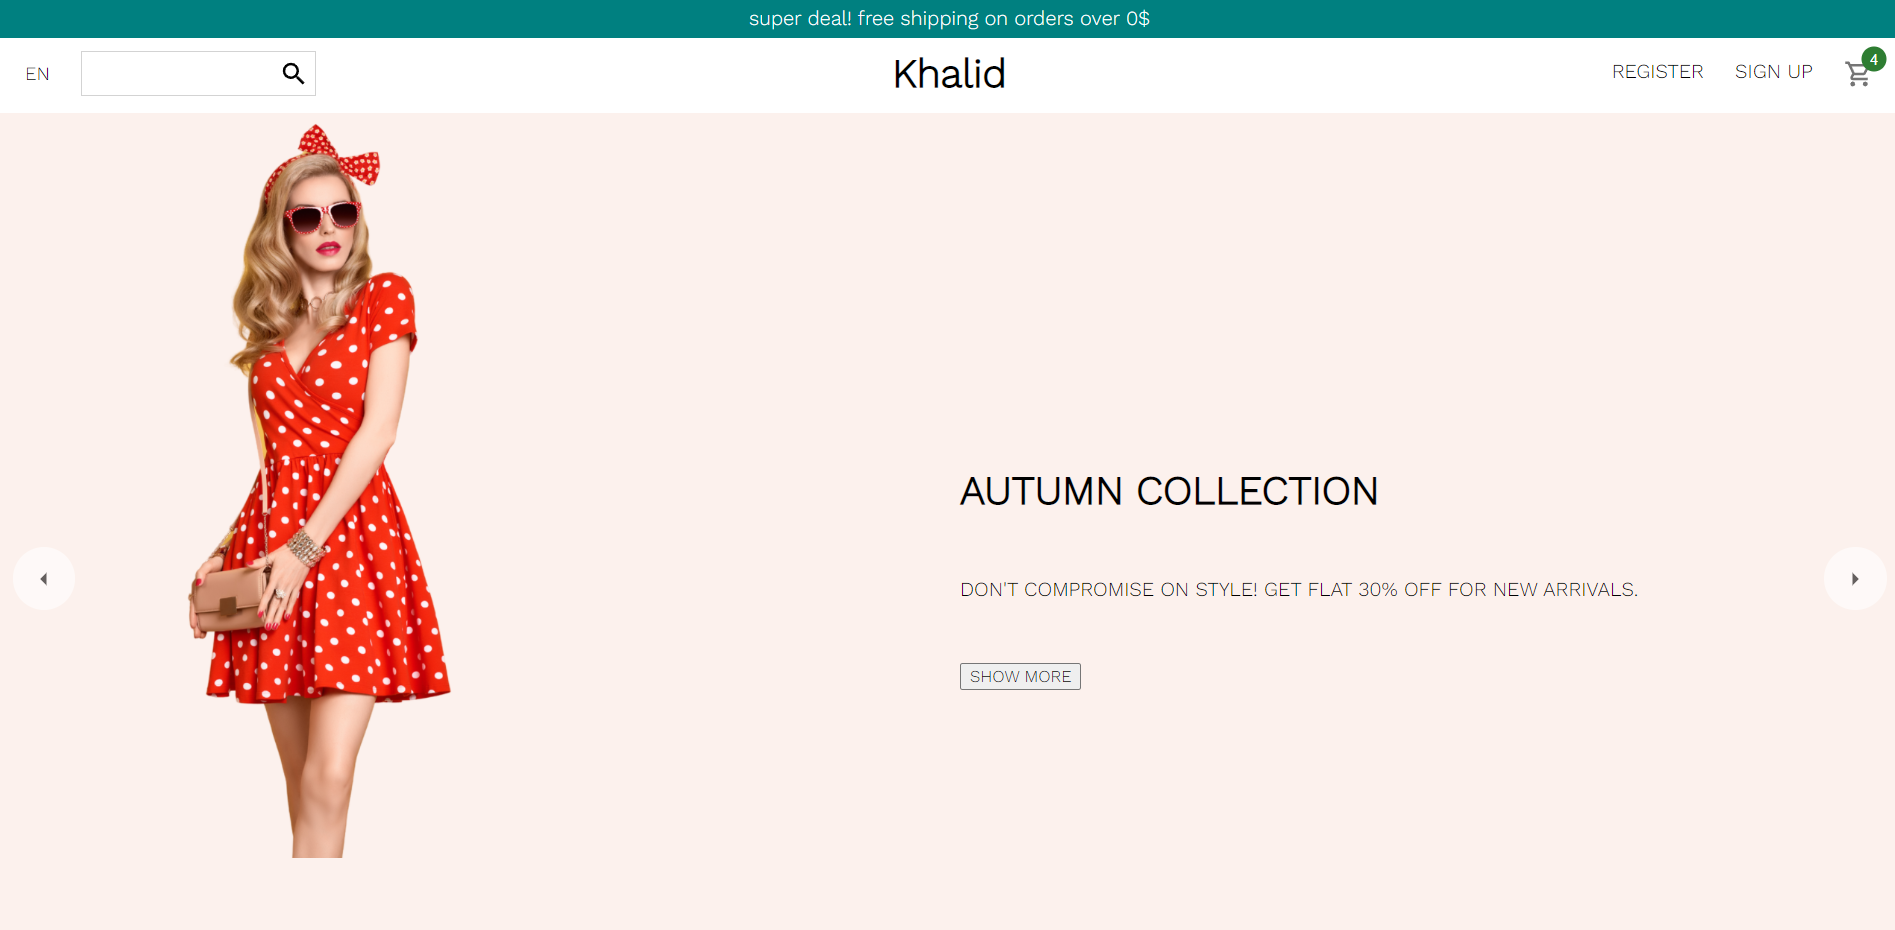 super deal! free shipping on orders over 0$
EN
Khalid
REGISTER
SIGN UP
4
AUTUMN COLLECTION
DON'T COMPROMISE ON STYLE! GET FLAT 30% OFF FOR NEW ARRIVALS.
SHOW MORE